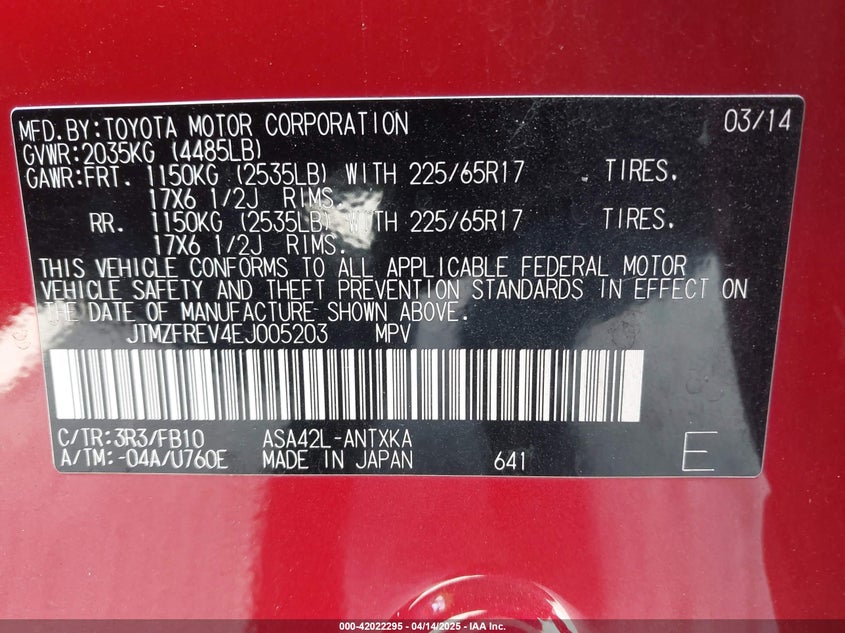 MFD.BY:TOYOTA MOTOR CORPORATION 03/14
GVWR:2035KG (4485LB)
GAWR:FRT. 1150KG (2535LB) WITH 225/65R17 TIRES.
17X6 1/2J RIMS.
RR. 1150KG (2535LB) WITH 225/65R17 TIRES.
17X6 1/2J RIMS.
THIS VEHICLE CONFORMS TO ALL APPLICABLE FEDERAL MOTOR
VEHICLE SAFETY AND THEFT PREVENTION STANDARDS IN EFFECT ON
THE DATE OF MANUFACTURE SHOWN ABOVE.
JTMZFREV4EJ005203 MPV
C/TR:3R3/FB10 ASA42L-ANTXKA
A/TM:-04A/U760E MADE IN JAPAN 641 E
000-42022295 - 04/14/2025 - IAA Inc.